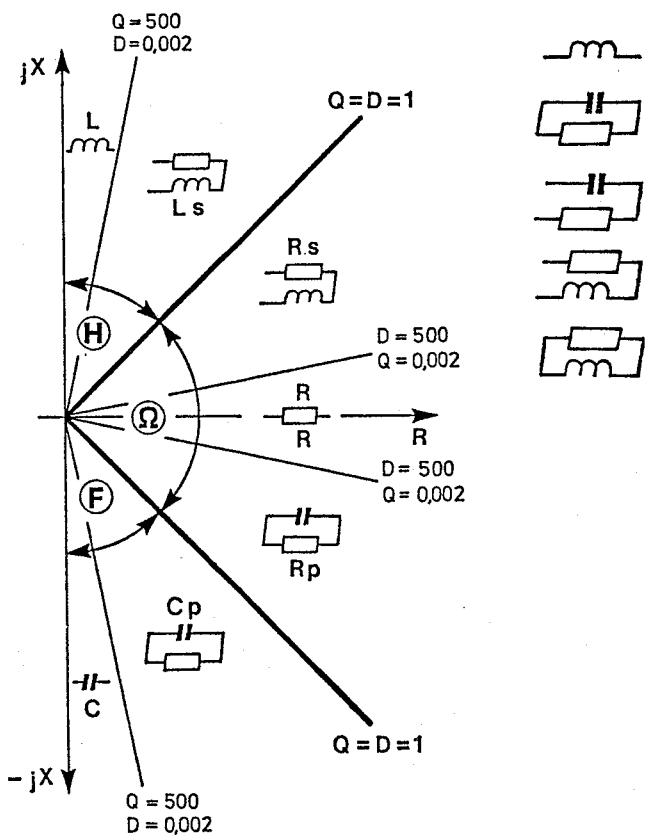 Q = 500
D = 0,002
jX
Q = D = 1
L
Ls
R.s
H
D = 500
Q = 0,002
R
Ω
R
R
D = 500
Q = 0,002
F
Rp
Cp
C
Q = D = 1
- jX
Q = 500
D = 0,002